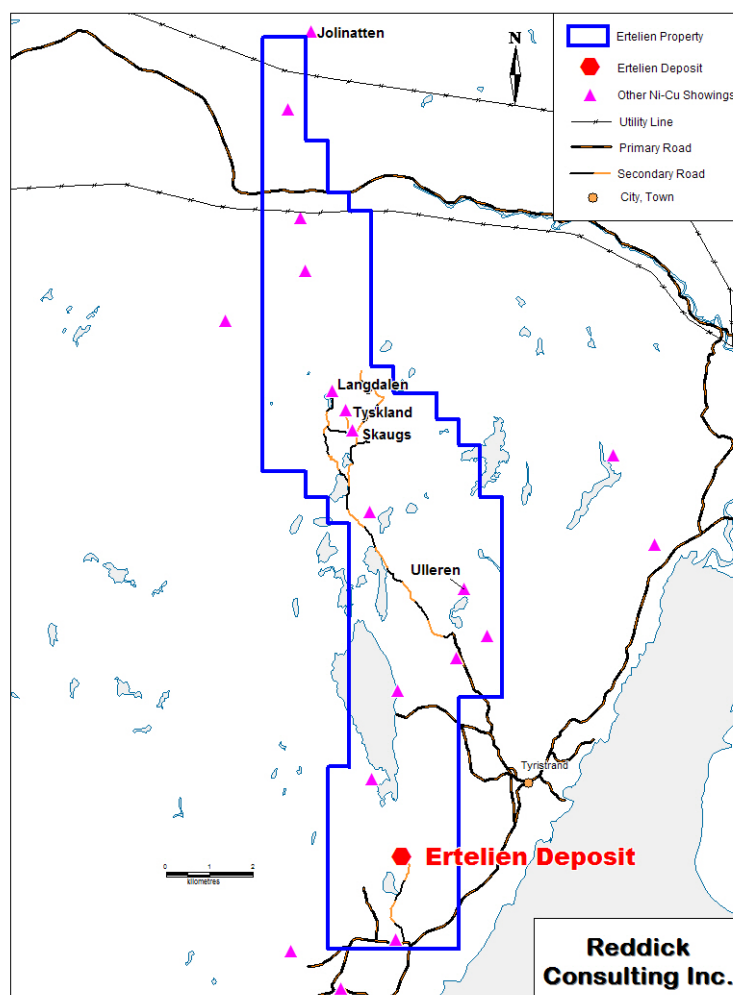 Jolinatten
N
Ertelien Property
Ertelien Deposit
Other Ni-Cu Showings
Utility Line
Primary Road
Secondary Road
City, Town
Langdalen
Tyskland
Skaugs
Ulleren
Tyristrand
Ertelien Deposit
0 1 2
kilometres
Reddick
Consulting Inc.